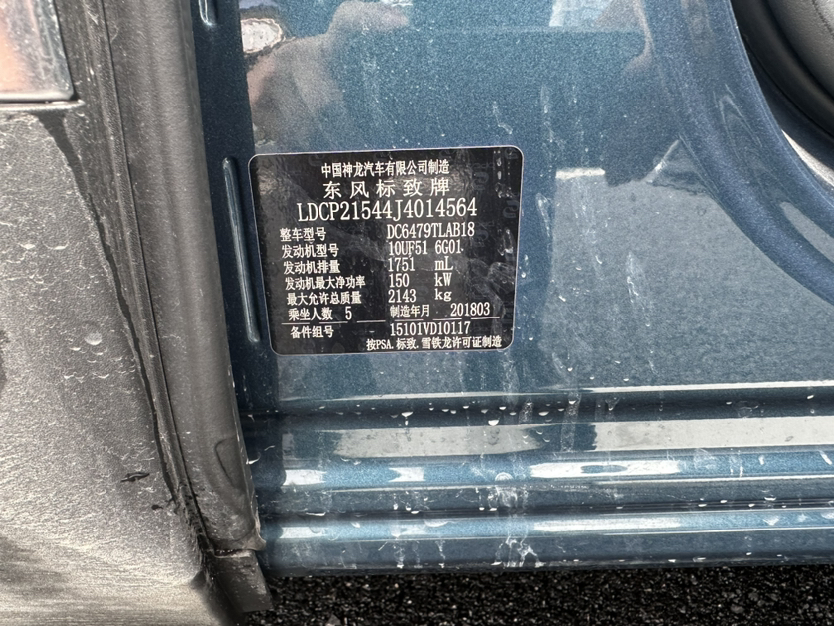 中国神龙汽车有限公司制造
东风标致牌
LDCP21544J4014564
整车型号 DC6479TLAB18
发动机型号 10UF51 6G01
发动机排量 1751 mL
发动机最大净功率 150 kW
最大允许总质量 2143 kg
乘坐人数 5 制造年月 201803
备件组号 15101VD10117
按PSA.标致.雪铁龙许可证制造